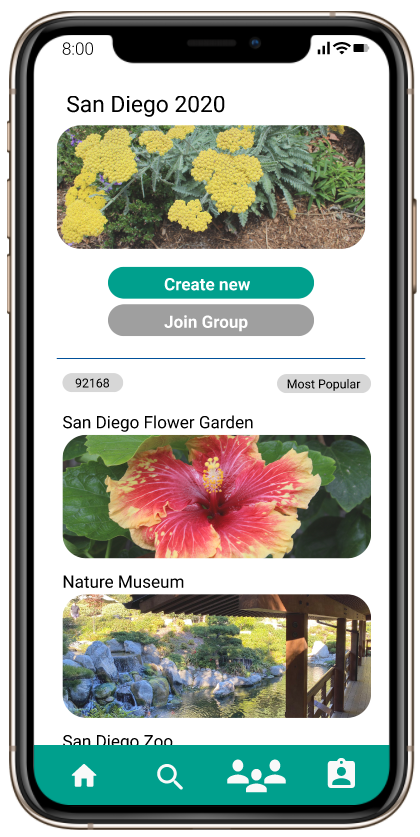 8:00
San Diego 2020
Create new
Join Group
92168
Most Popular
San Diego Flower Garden
Nature Museum
San Diego Zoo